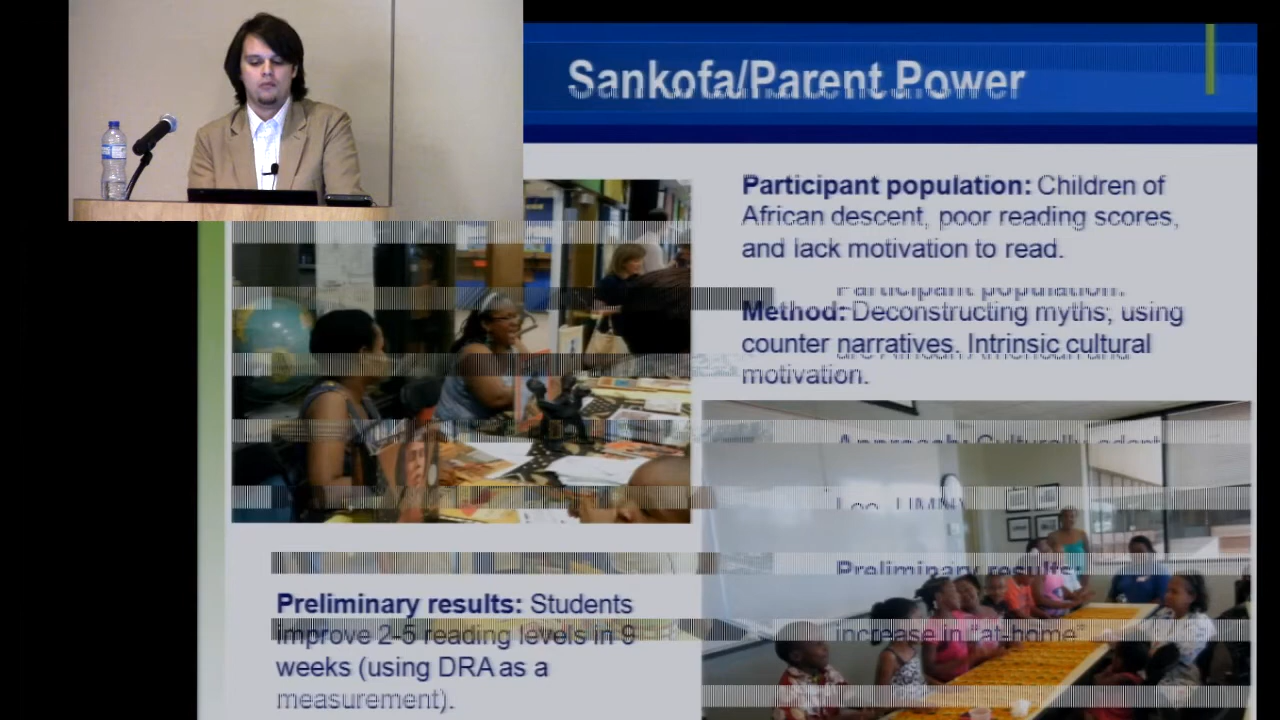 Sankofa/Parent Power
Participant population: Children of
African descent, poor reading scores,
and lack motivation to read.
Participant population:
Method: Deconstructing myths, using
counter narratives. Intrinsic cultural
motivation.
Approach: Culturally adapt
Lee, UMN)
Preliminary results:
increase in "at-home"
Preliminary results: Students
improve 2-5 reading levels in 9
weeks (using DRA as a
measurement).